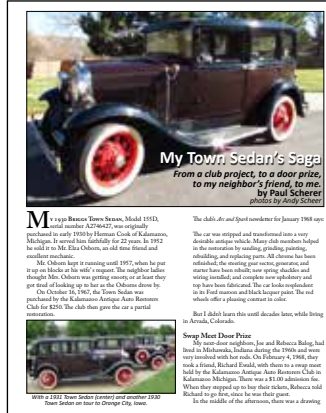 My Town Sedan's Saga
From a club project, to a door prize,
to my neighbor's friend, to me.
by Paul Scherer
photos by Andy Scheer
MY 1930 BRIGGS TOWN SEDAN, Model 155D,
serial number A2746427, was originally
purchased in early 1930 by Herman Cook of Kalamazoo,
Michigan. It served him faithfully for 22 years. In 1952
he sold it to Mr. Elza Osborn, an old time friend and
excellent mechanic.
Mr. Osborn kept it running until 1957, when he put
it up on blocks at his wife's request. The neighbor ladies
thought Mrs. Osborn was getting snooty, or at least they
got tired of looking up to her as the Osborns drove by.
On October 16, 1967, the Town Sedan was
purchased by the Kalamazoo Antique Auto Restorers
Club for $250. The club then gave the car a partial
restoration.
With a 1931 Town Sedan (center) and another 1930
Town Sedan on tour to Orange City, Iowa.
The club's Arc and Spark newsletter for January 1968 says:
The car was stripped and transformed into a very
desirable antique vehicle. Many club members helped
in the restoration by sanding, grinding, painting,
rebuilding, and replacing parts. All chrome has been
refinished; the steering gear sector, generator, and
starter have been rebuilt; new spring shackles and
wiring installed; and complete new upholstery and
top have been fabricated. The car looks resplendent
in its Ford maroon and black lacquer paint. The red
wheels offer a pleasing contrast in color.
But I didn't learn this until decades later, while living
in Arvada, Colorado.
Swap Meet Door Prize
My next-door neighbors, Joe and Rebecca Balog, had
lived in Mishawaka, Indiana during the 1960s and were
very involved with hot rods. On February 4, 1968, they
took a friend, Richard Ewald, with them to a swap meet
held by the Kalamazoo Antique Auto Restorers Club in
Kalamazoo Michigan. There was a $1.00 admission fee.
When they stepped up to buy their tickets, Rebecca told
Richard to go first, since he was their guest.
In the middle of the afternoon, there was a drawing